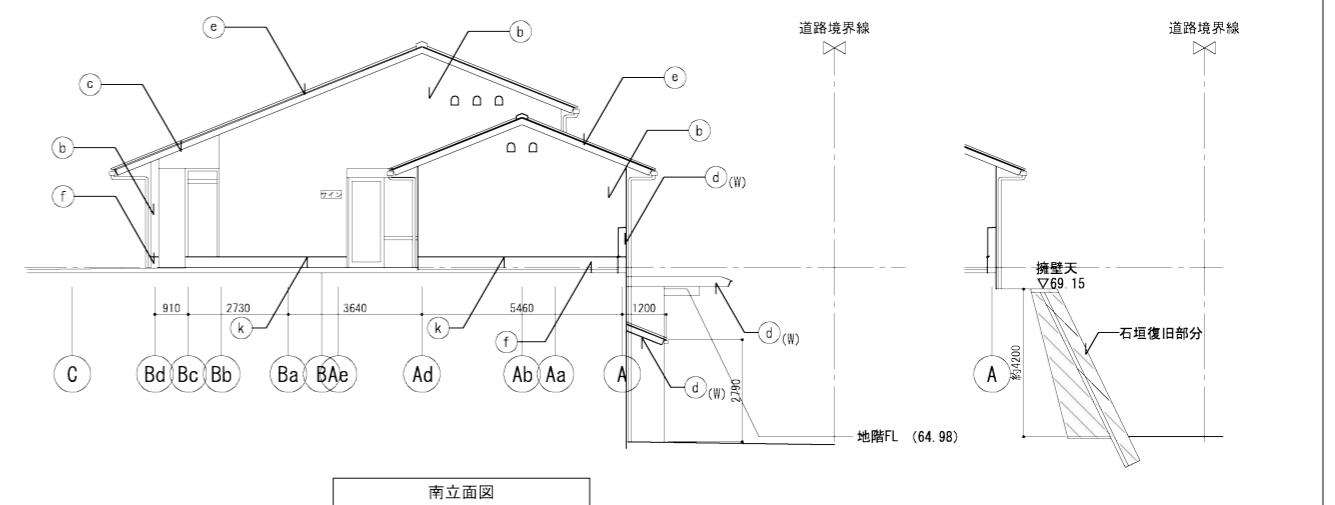 道路境界線
道路境界線
e
b
c
e
b
b
d (W)
f
サイン
擁壁天
▽69.15
910
2730
3640
5460
1200
k
k
f
d (W)
石垣復旧部分
C
Bd
Bc
Bb
Ba
B
Ae
Ad
Ab
Aa
A
d (W)
2790
A
約4200
地階FL (64.98)
南立面図